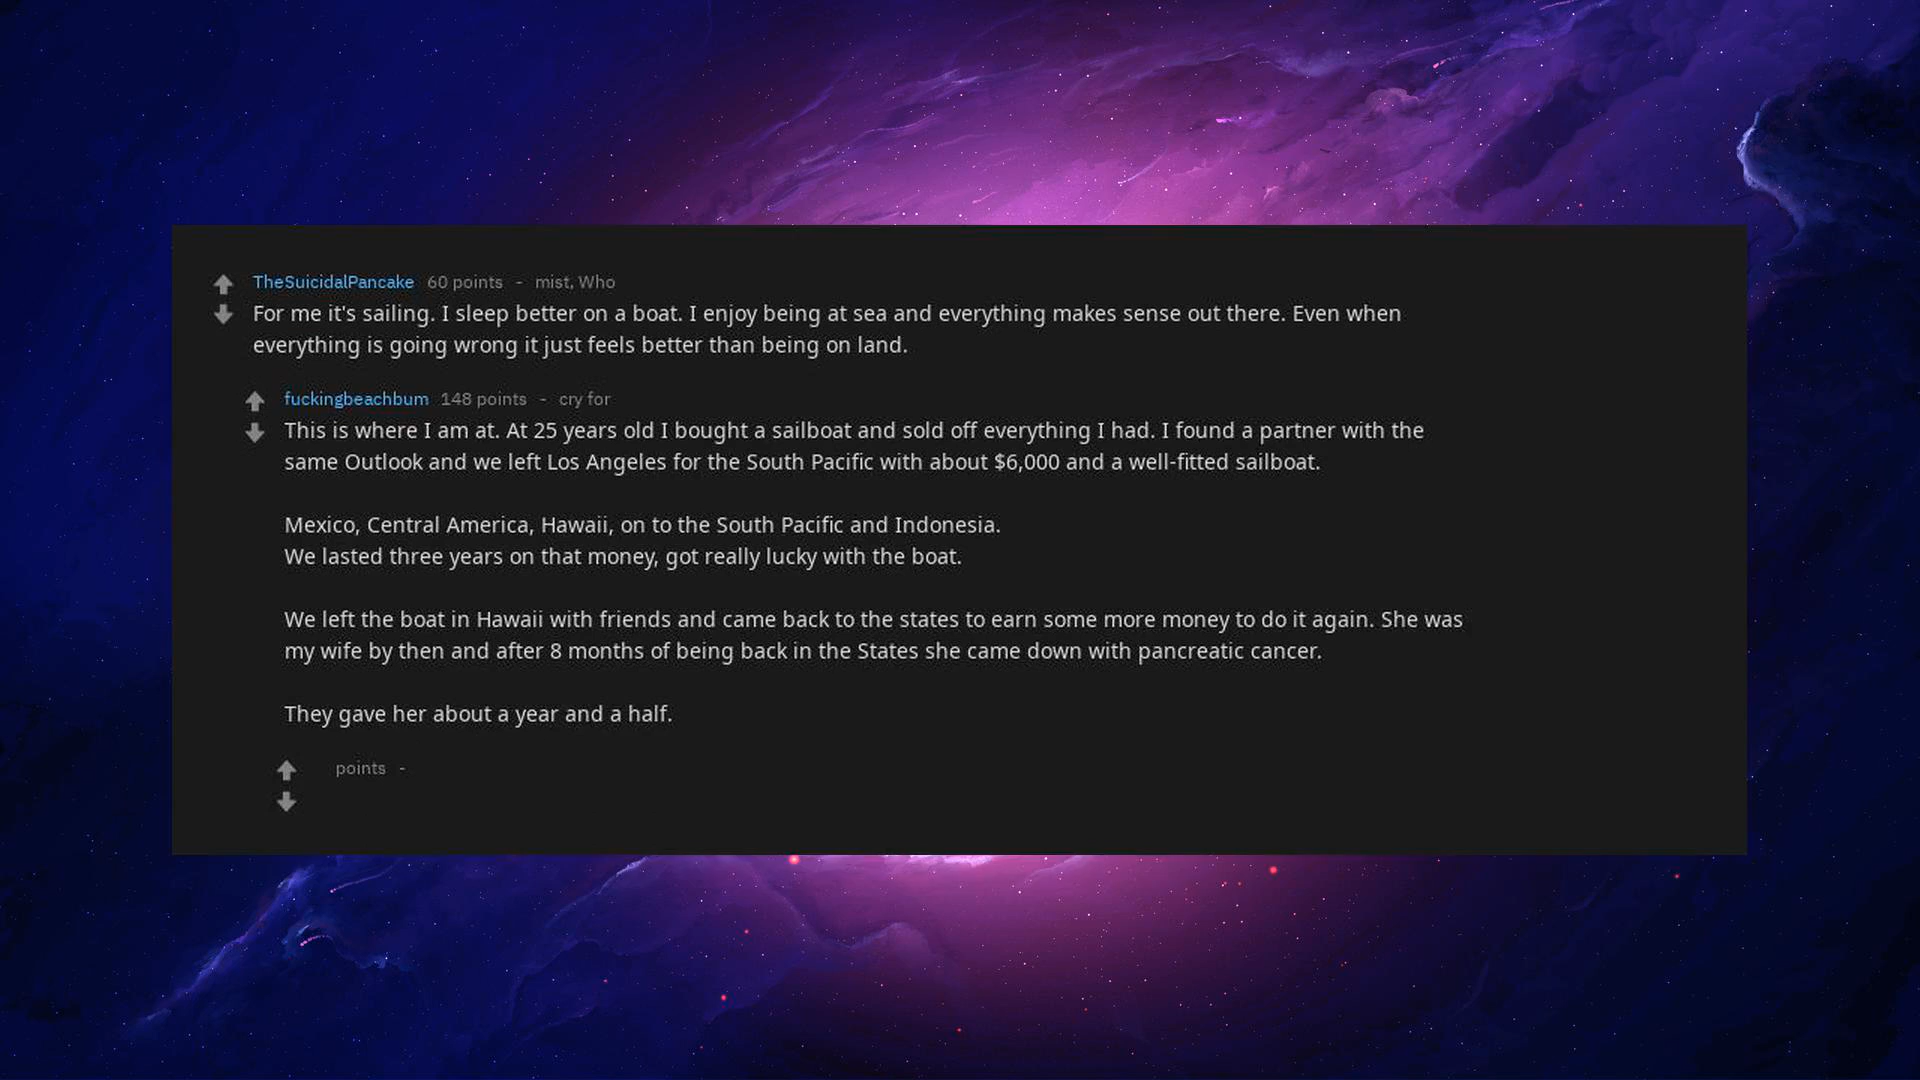 TheSuicidalPancake 60 points - mist, Who
For me it's sailing. I sleep better on a boat. I enjoy being at sea and everything makes sense out there. Even when
everything is going wrong it just feels better than being on land.
fuckingbeachbum 148 points - cry for
This is where I am at. At 25 years old I bought a sailboat and sold off everything I had. I found a partner with the
same Outlook and we left Los Angeles for the South Pacific with about $6,000 and a well-fitted sailboat.
Mexico, Central America, Hawaii, on to the South Pacific and Indonesia.
We lasted three years on that money, got really lucky with the boat.
We left the boat in Hawaii with friends and came back to the states to earn some more money to do it again. She was
my wife by then and after 8 months of being back in the States she came down with pancreatic cancer.
They gave her about a year and a half.
points -